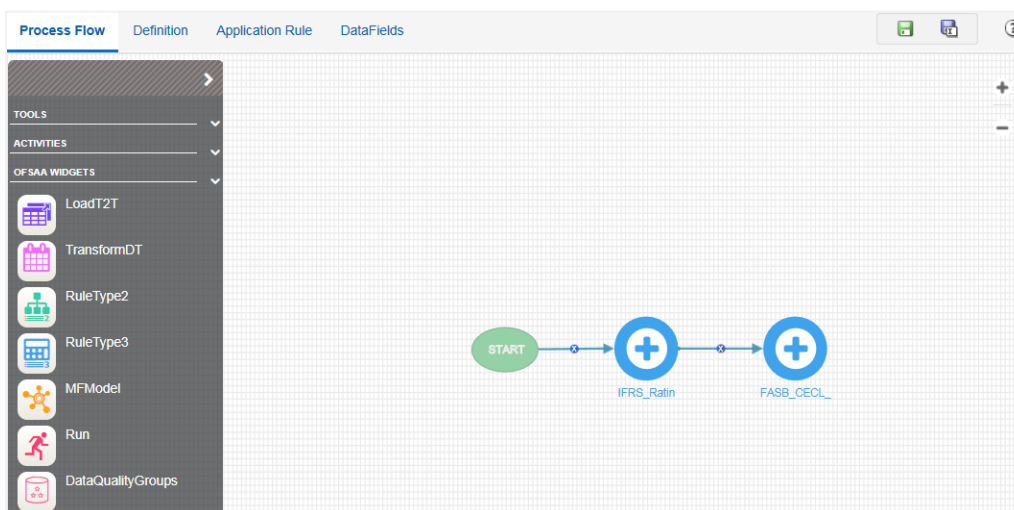 Process Flow Definition Application Rule DataFields
TOOLS
ACTIVITIES
OFSAA WIDGETS
LoadT2T
TransformDT
RuleType2
RuleType3
MFModel
Run
DataQualityGroups
START
IFRS_Ratin
FASB_CECL_